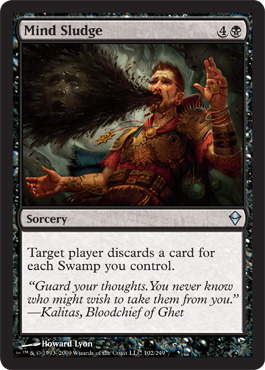 Mind Sludge 4
Sorcery
Target player discards a card for
each Swamp you control.
“Guard your thoughts. You never know
who might wish to take them from you.”
—Kalitas, Bloodchief of Ghet
Howard Lyon
™ & © 1993–2009 Wizards of the Coast LLC 102/249